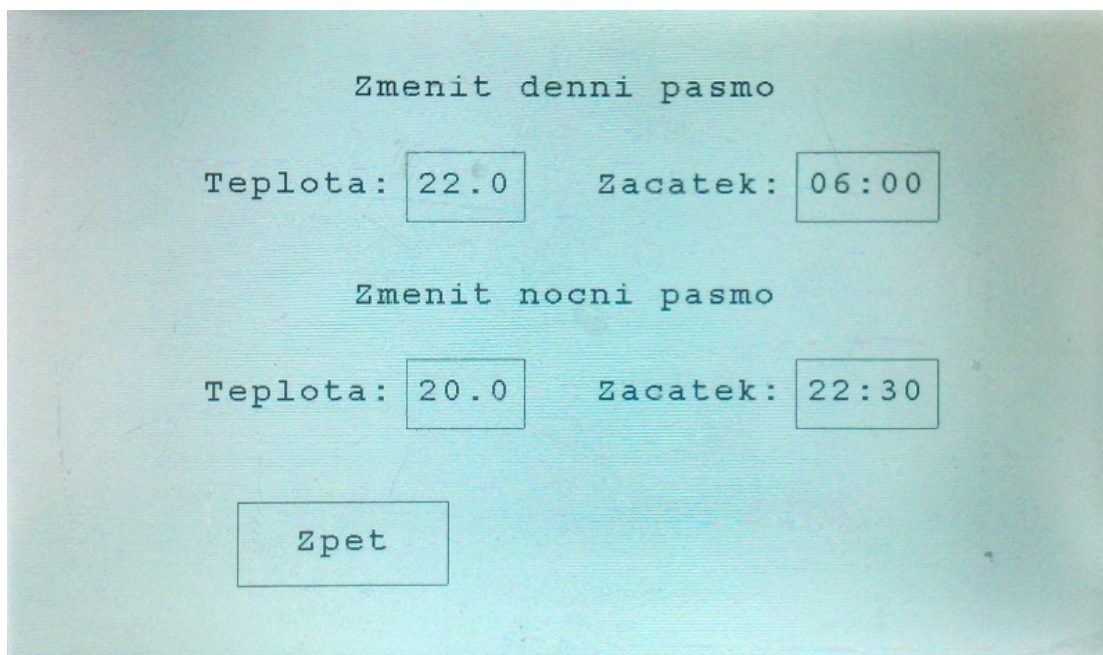 Zmenit denni pasmo
Teplota: 22.0 Zacatek: 06:00
Zmenit nocni pasmo
Teplota: 20.0 Zacatek: 22:30
Zpet